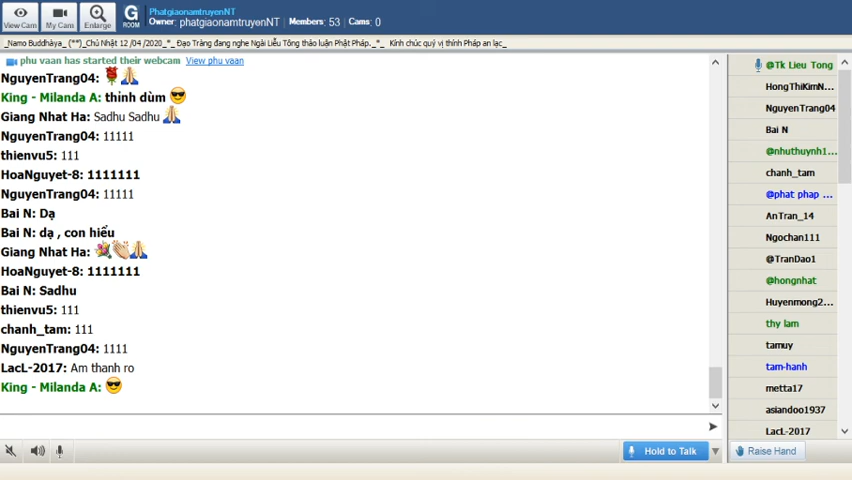 View Cam
My Cam
Enlarge
G
ROOM
PhatgiaonamtruyenNT
Owner: phatgiaonamtruyenNT Members: 53 Cams: 0
_Namo Buddhàya_ (**)_Chủ Nhật 12 /04 /2020_*_ Đạo Tràng đang nghe Ngài Liễu Tông thảo luận Phật Pháp._*_ Kính chúc quý vị thính Pháp an lạc_
phu vaan has started their webcam View phu vaan
NguyenTrang04:
King - Milanda A: thỉnh dùm
Giang Nhat Ha: Sadhu Sadhu
NguyenTrang04: 11111
thienvu5: 111
HoaNguyet-8: 1111111
NguyenTrang04: 11111
Bai N: Dạ
Bai N: dạ , con hiểu
Giang Nhat Ha:
HoaNguyet-8: 1111111
Bai N: Sadhu
thienvu5: 111
chanh_tam: 111
NguyenTrang04: 1111
LacL-2017: Am thanh ro
King - Milanda A:
@Tk Lieu Tong
HongThiKimN...
NguyenTrang04
Bai N
@nhuthuynh1...
chanh_tam
@phat phap ...
AnTran_14
Ngochan111
@TranDao1
@hongnhat
Huyenmong2...
thy lam
tamuy
tam-hanh
metta17
asiandoo1937
LacL-2017
Hold to Talk
Raise Hand